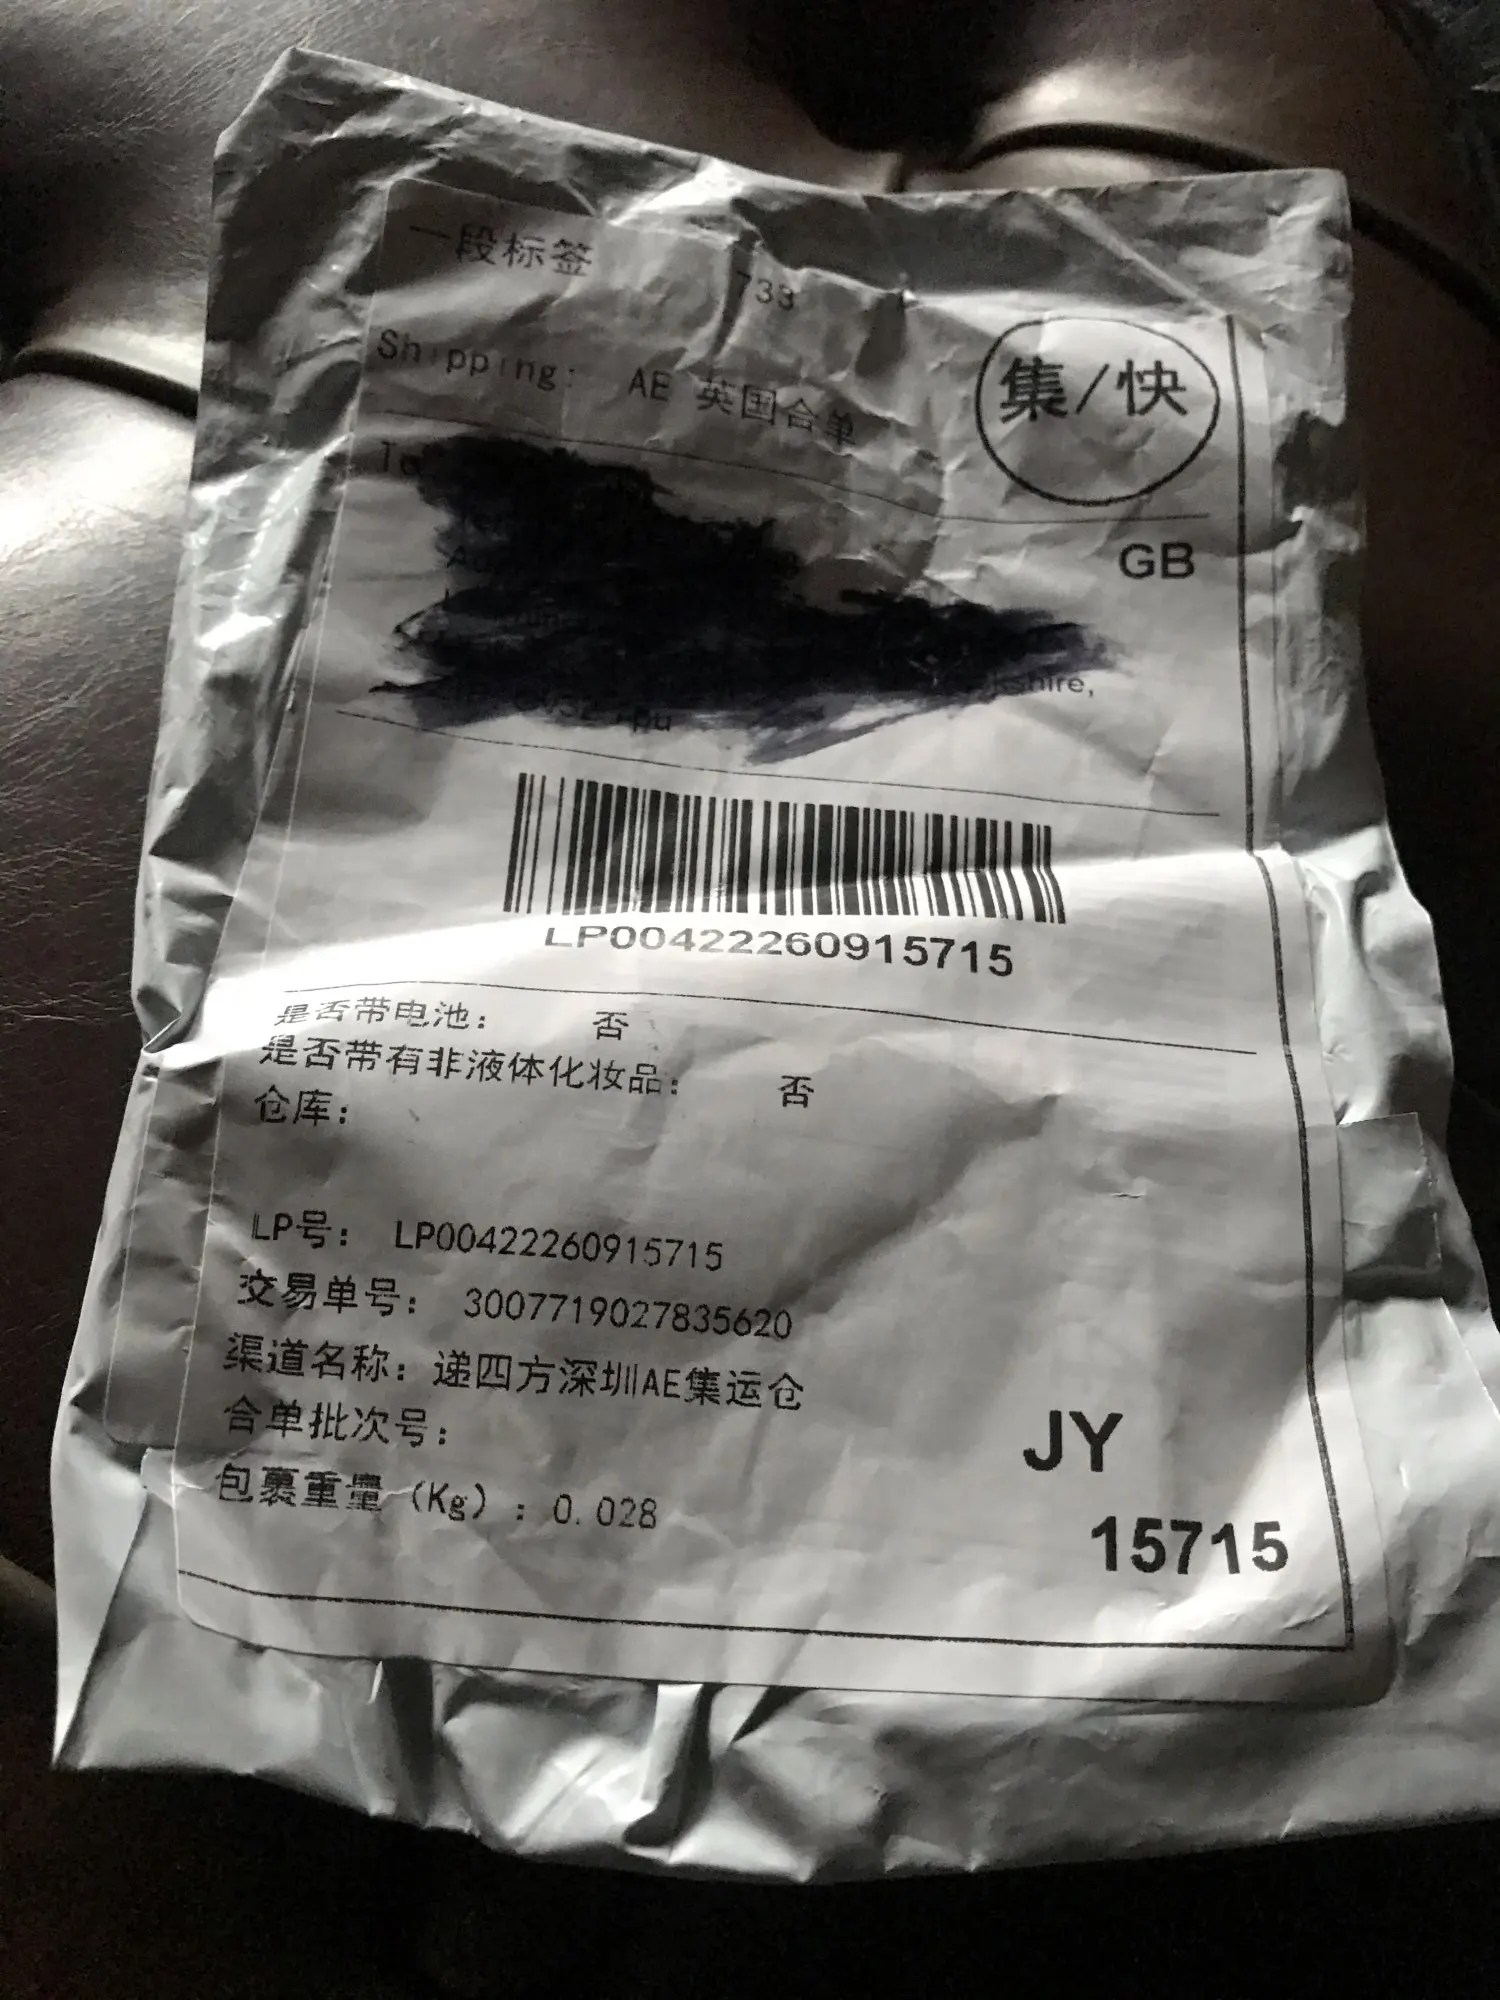 一段标签
733
Shipping: AE 英国合单
集/快
To
GB
LP00422260915715
是否带电池: 否
是否带有非液体化妆品: 否
仓库:
LP号: LP00422260915715
交易单号: 3007719027835620
渠道名称: 递四方深圳AE集运仓
合单批次号:
包裹重量 (Kg) : 0.028
JY
15715